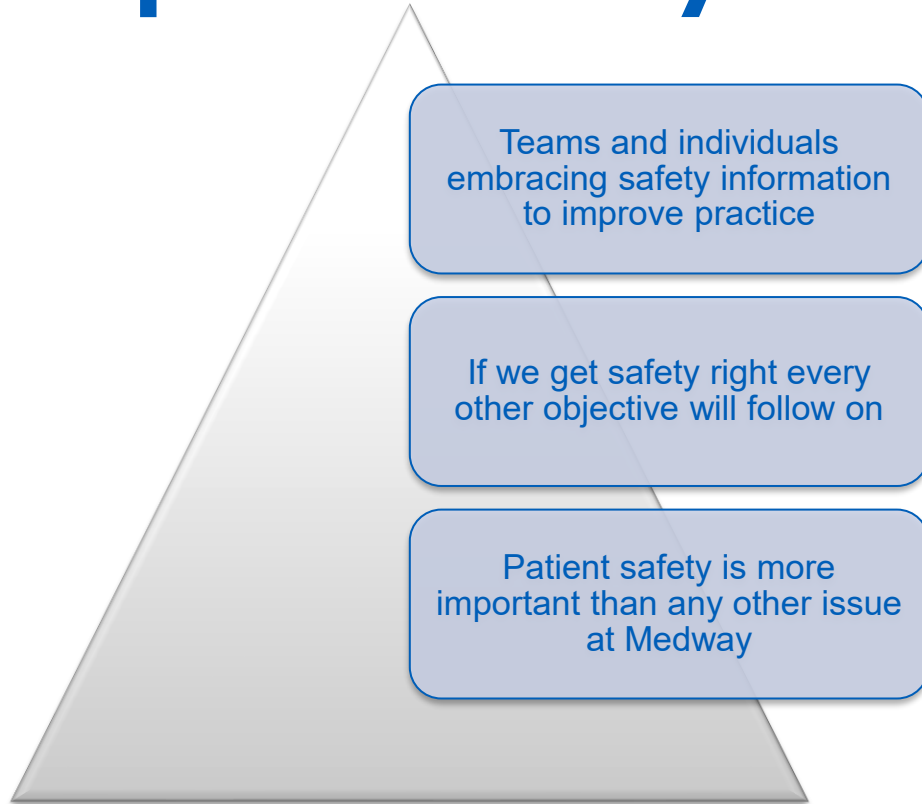 Teams and individuals
embracing safety information
to improve practice
If we get safety right every
other objective will follow on
Patient safety is more
important than any other issue
at Medway